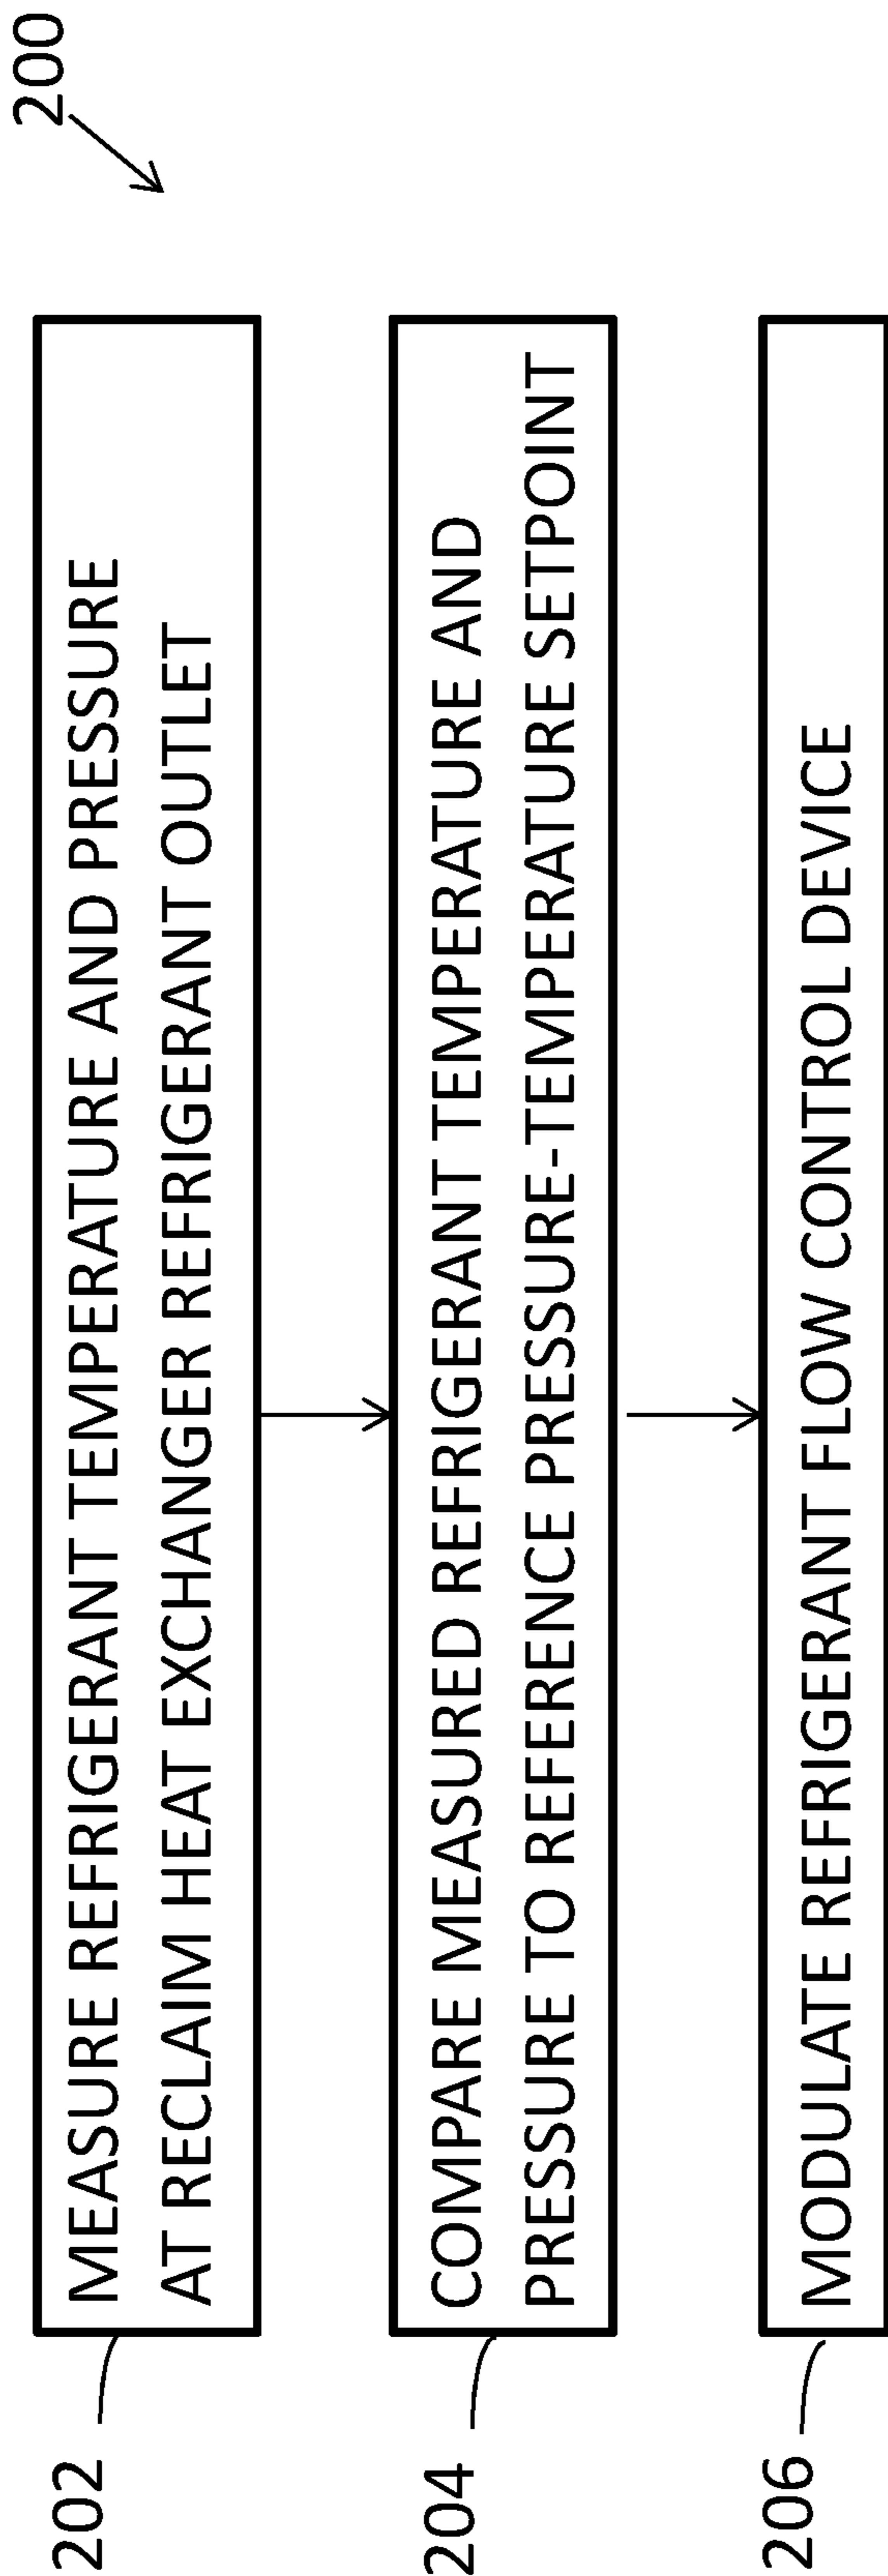 200
202
MEASURE REFRIGERANT TEMPERATURE AND PRESSURE
AT RECLAIM HEAT EXCHANGER REFRIGERANT OUTLET
204
COMPARE MEASURED REFRIGERANT TEMPERATURE AND
PRESSURE TO REFERENCE PRESSURE-TEMPERATURE SETPOINT
206
MODULATE REFRIGERANT FLOW CONTROL DEVICE